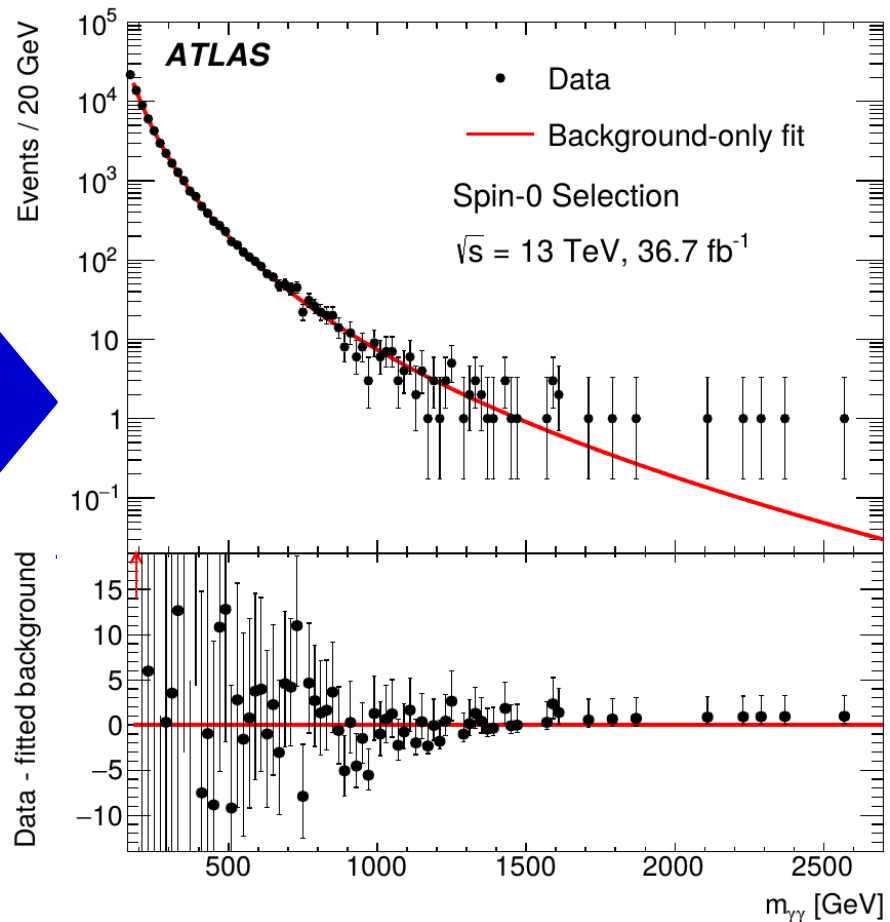 ATLAS
Data
Background-only fit
Spin-0 Selection
√s = 13 TeV, 36.7 fb⁻¹
Events / 20 GeV
10⁵
10⁴
10³
10²
10
1
10⁻¹
Data - fitted background
15
10
5
0
−5
−10
500 1000 1500 2000 2500
m_γγ [GeV]